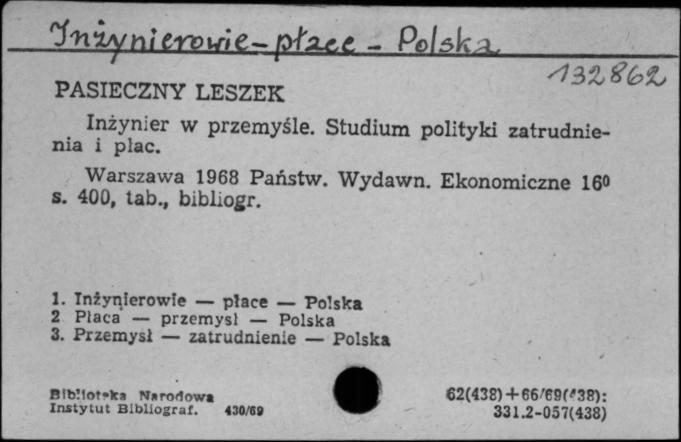 Inżynierowie - płace - Polska
132862
PASIECZNY LESZEK
Inżynier w przemyśle. Studium polityki zatrudnie-
nia i płac.
Warszawa 1968 Państw. Wydawn. Ekonomiczne 16⁰
s. 400, tab., bibliogr.
1. Inżynierowie — płace — Polska
2 Płaca — przemysł — Polska
3. Przemysł — zatrudnienie — Polska
Biblioteka Narodowa
Instytut Bibliograf. 430/69
62(438)+66/69(438):
331.2-057(438)